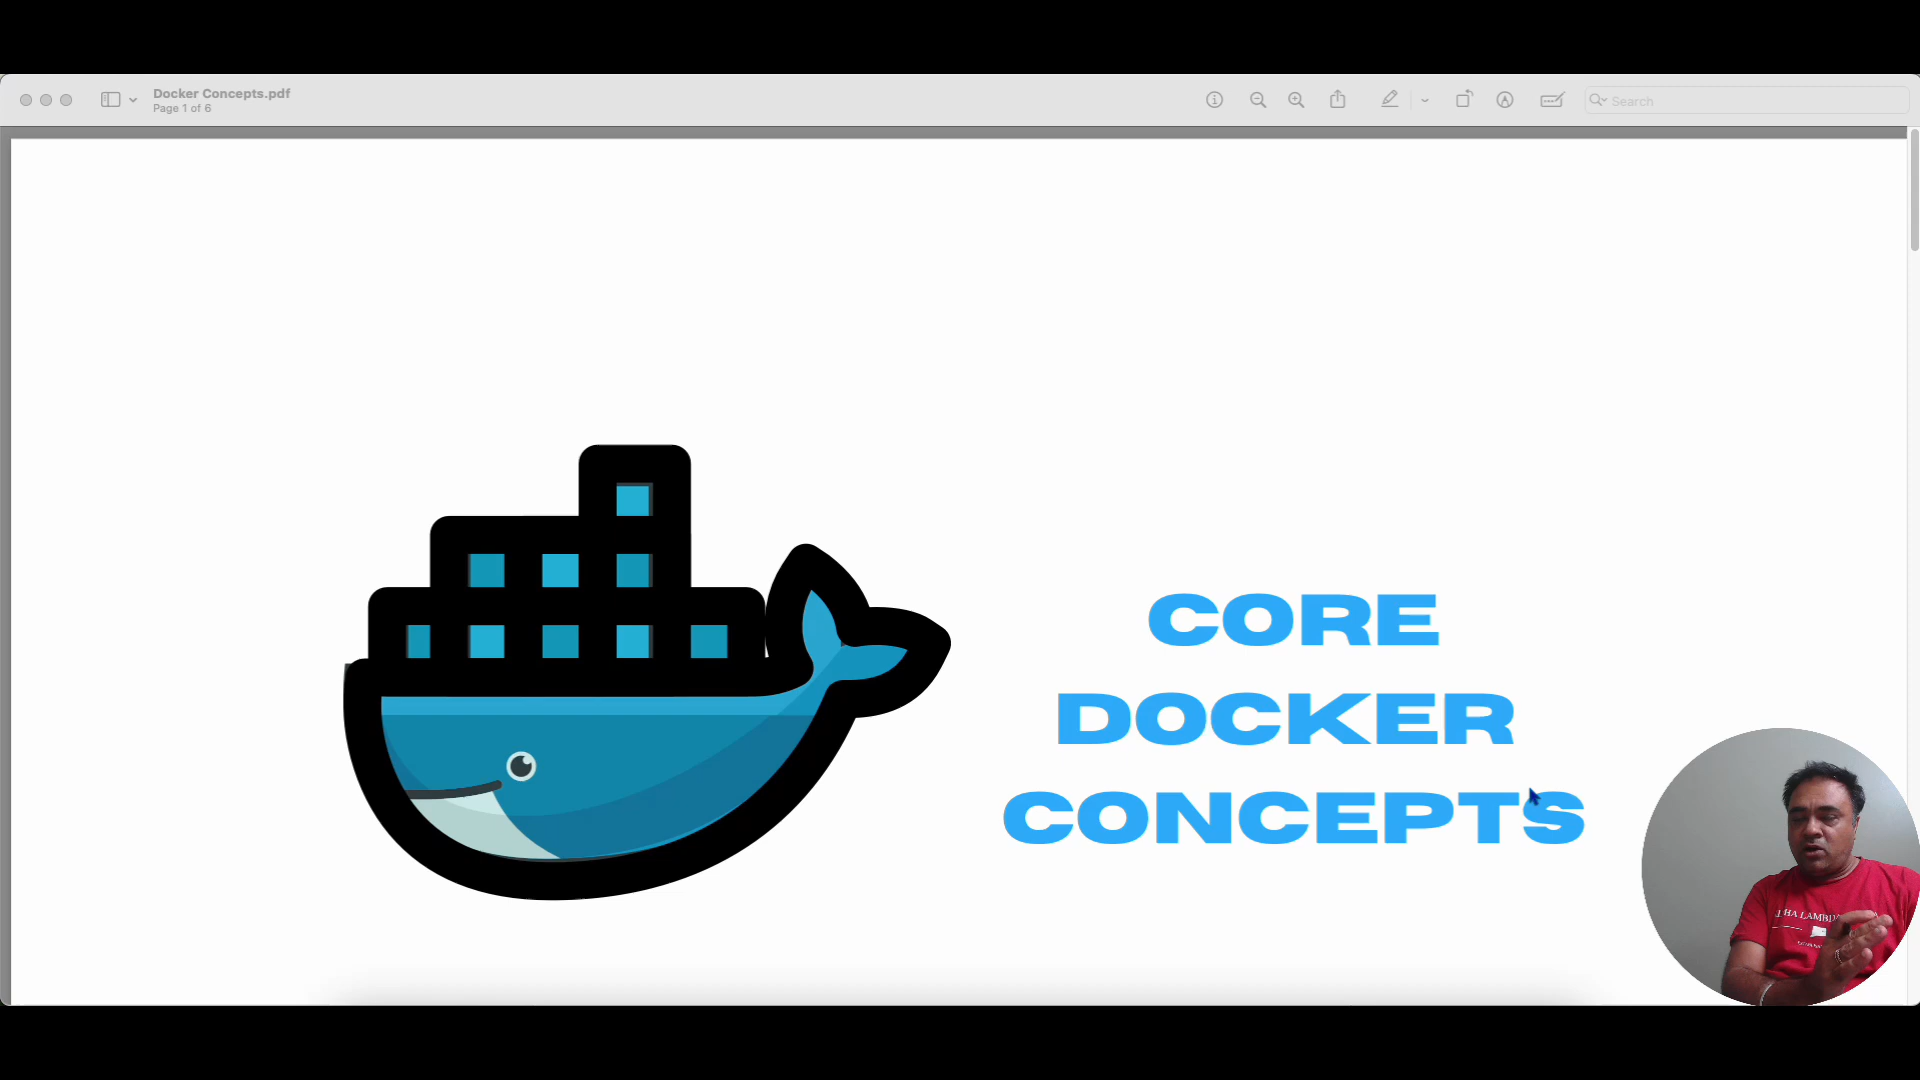 Docker Concepts.pdf
Page 1 of 6
Search
CORE
DOCKER
CONCEPTS